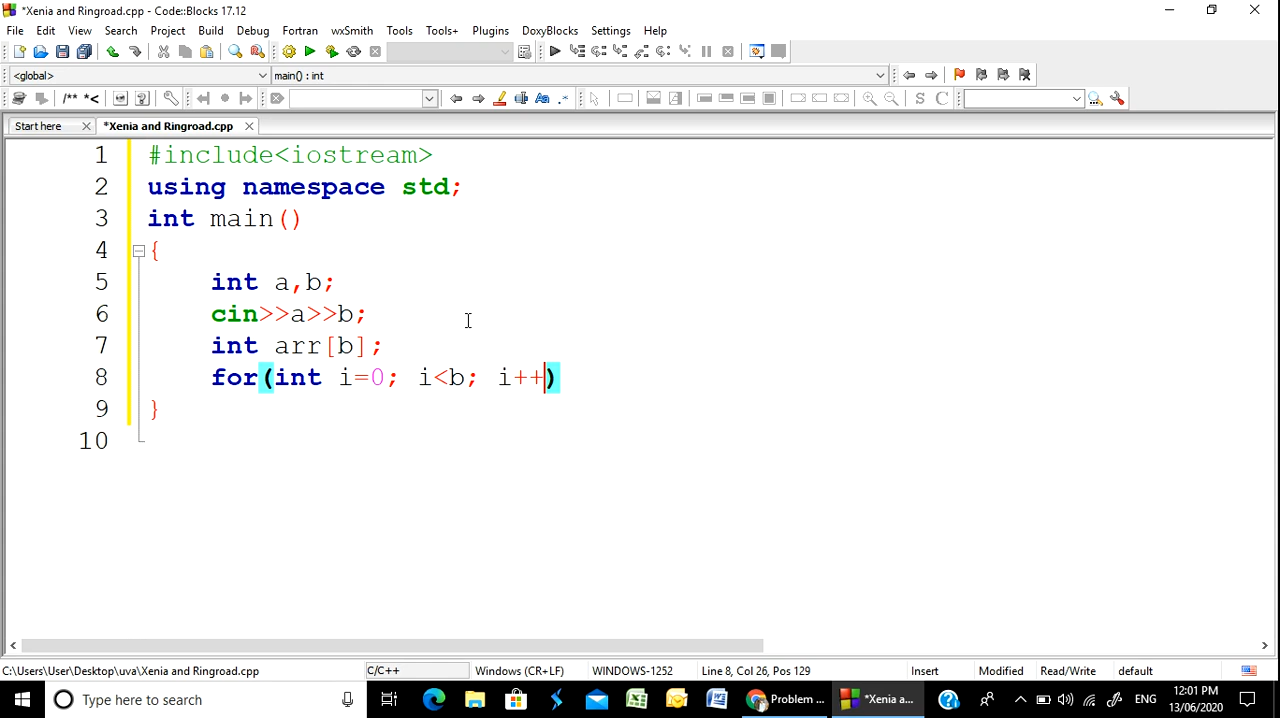 *Xenia and Ringroad.cpp - Code::Blocks 17.12
File Edit View Search Project Build Debug Fortran wxSmith Tools Tools+ Plugins DoxyBlocks Settings Help
<global> main() : int
/** *< S C
Start here *Xenia and Ringroad.cpp
1 #include<iostream>
2 using namespace std;
3 int main()
4 {
5 int a,b;
6 cin>>a>>b;
7 int arr[b];
8 for(int i=0; i<b; i++)
9 }
10
C:\Users\User\Desktop\uva\Xenia and Ringroad.cpp C/C++ Windows (CR+LF) WINDOWS-1252 Line 8, Col 26, Pos 129 Insert Modified Read/Write default
Type here to search Problem ... *Xenia a... ENG 12:01 PM
13/06/2020